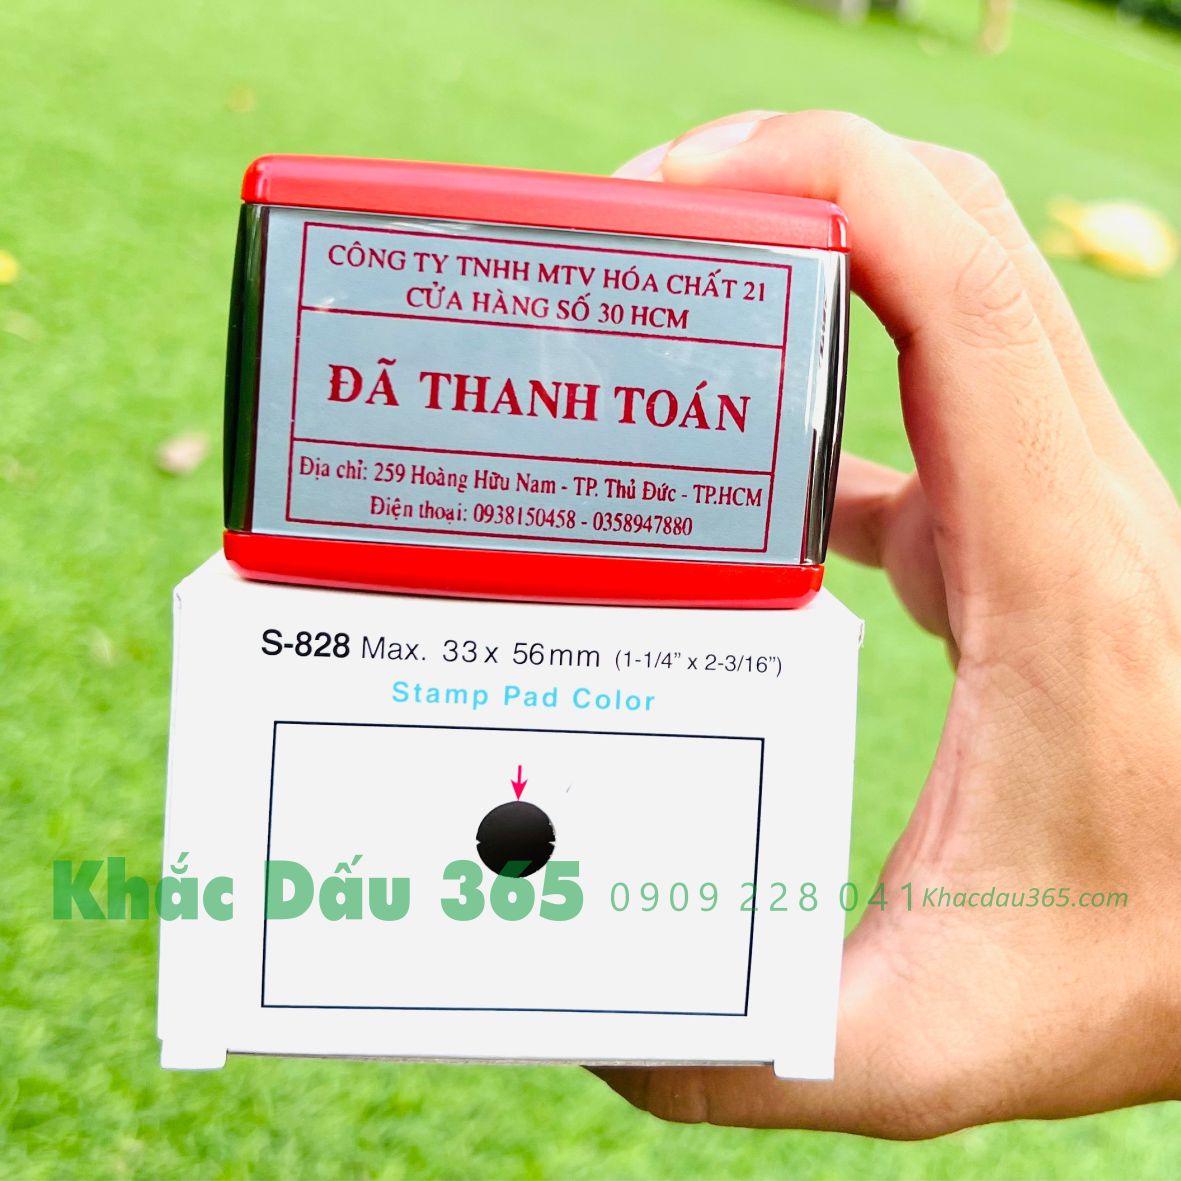 CÔNG TY TNHH MTV HÓA CHẤT 21
CỬA HÀNG SỐ 30 HCM
ĐÃ THANH TOÁN
Địa chỉ: 259 Hoàng Hữu Nam - TP. Thủ Đức - TP.HCM
Điện thoại: 0938150458 - 0358947880
S-828 Max. 33 x 56mm (1-1/4" x 2-3/16")
Stamp Pad Color
Khắc Dấu 365 0909 228 041 Khacdau365.com